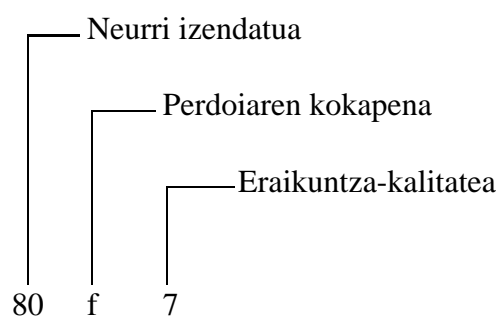 Neurri izendatua
Perdoiaren kokapena
Eraikuntza-kalitatea
80 f 7